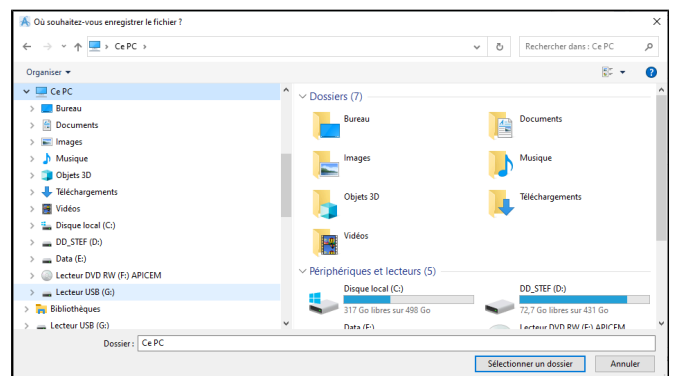 Où souhaitez-vous enregistrer le fichier ?
Ce PC
Rechercher dans : Ce PC
Organiser
Ce PC
Bureau
Documents
Images
Musique
Objets 3D
Téléchargements
Vidéos
Disque local (C:)
DD_STEF (D:)
Data (E:)
Lecteur DVD RW (F:) APICEM
Lecteur USB (G:)
Bibliothèques
Lecteur USB (G:)
Dossiers (7)
Bureau
Documents
Images
Musique
Objets 3D
Téléchargements
Vidéos
Périphériques et lecteurs (5)
Disque local (C:)
317 Go libres sur 498 Go
DD_STEF (D:)
72,7 Go libres sur 431 Go
Data (E:)
Lecteur DVD RW (F:) APICEM
Dossier : Ce PC
Sélectionner un dossier
Annuler